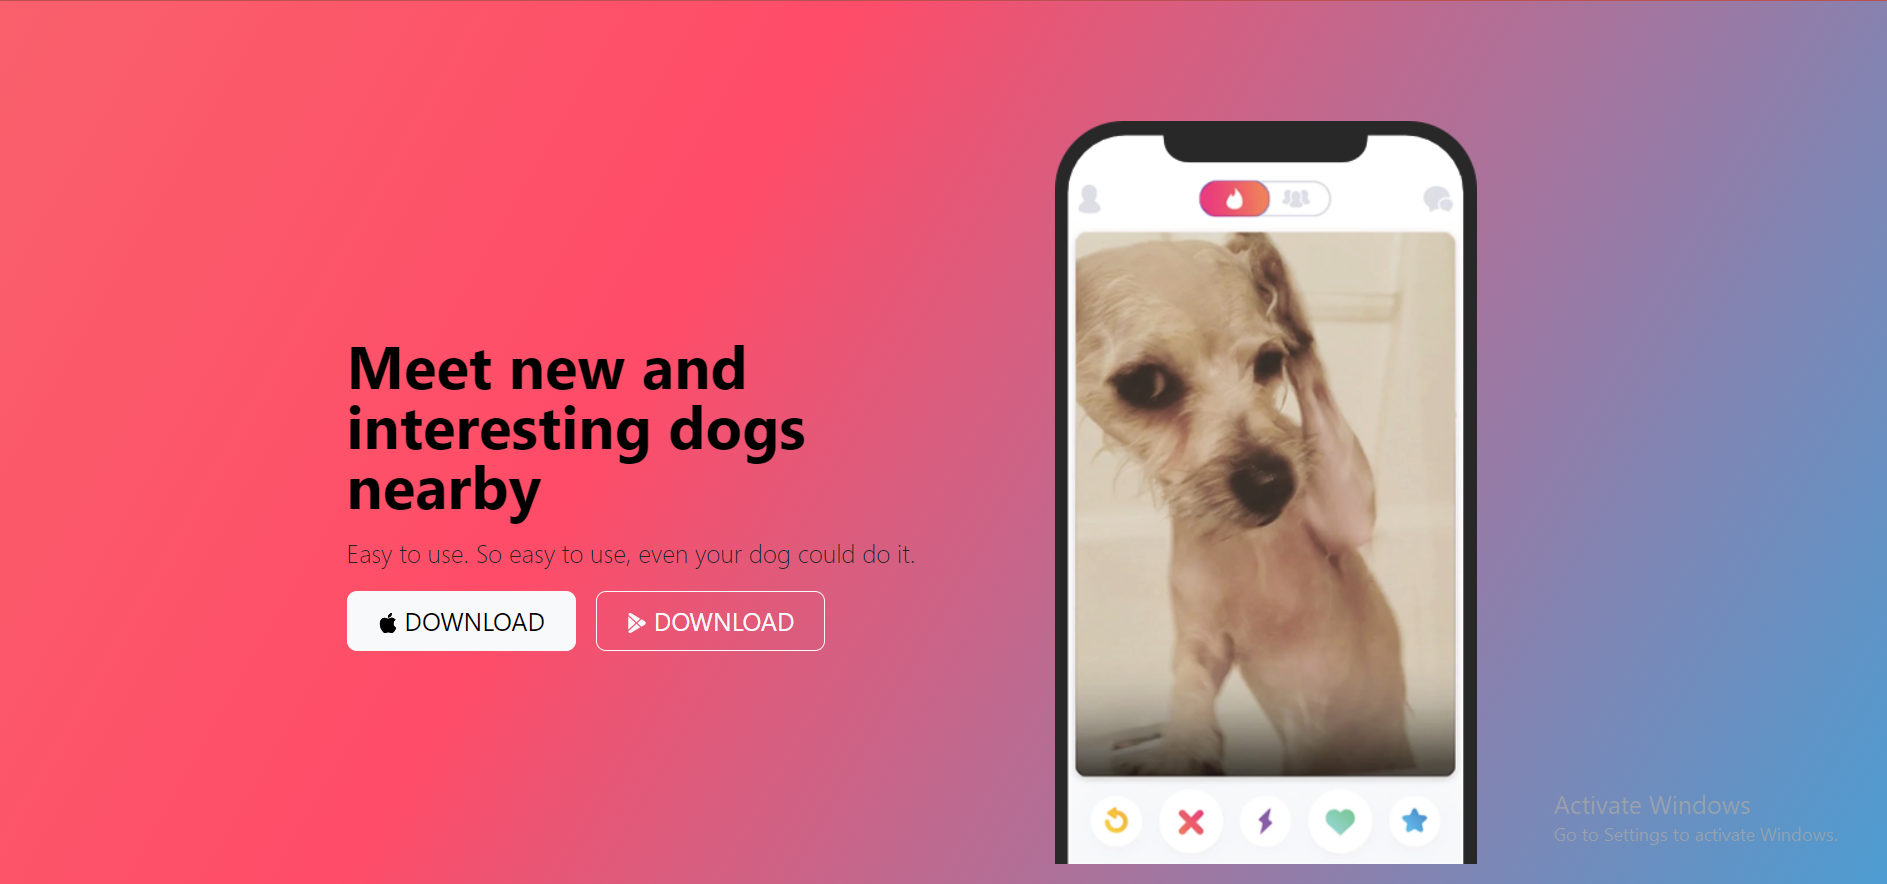 Meet new and
interesting dogs
nearby
Easy to use. So easy to use, even your dog could do it.
DOWNLOAD
DOWNLOAD
Activate Windows
Go to Settings to activate Windows.